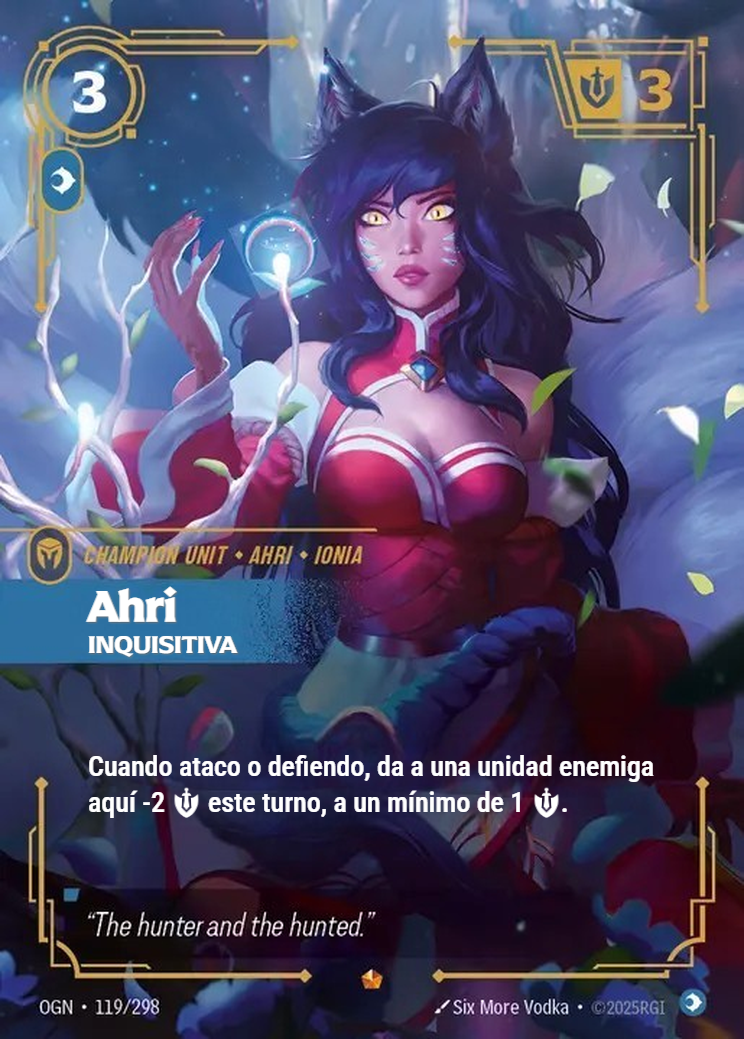 3
3
CHAMPION UNIT • AHRI • IONIA
Ahri
INQUISITIVA
Cuando ataco o defiendo, da a una unidad enemiga
aquí -2 este turno, a un mínimo de 1 .
“The hunter and the hunted.”
OGN • 119/298
Six More Vodka • ©2025RGI